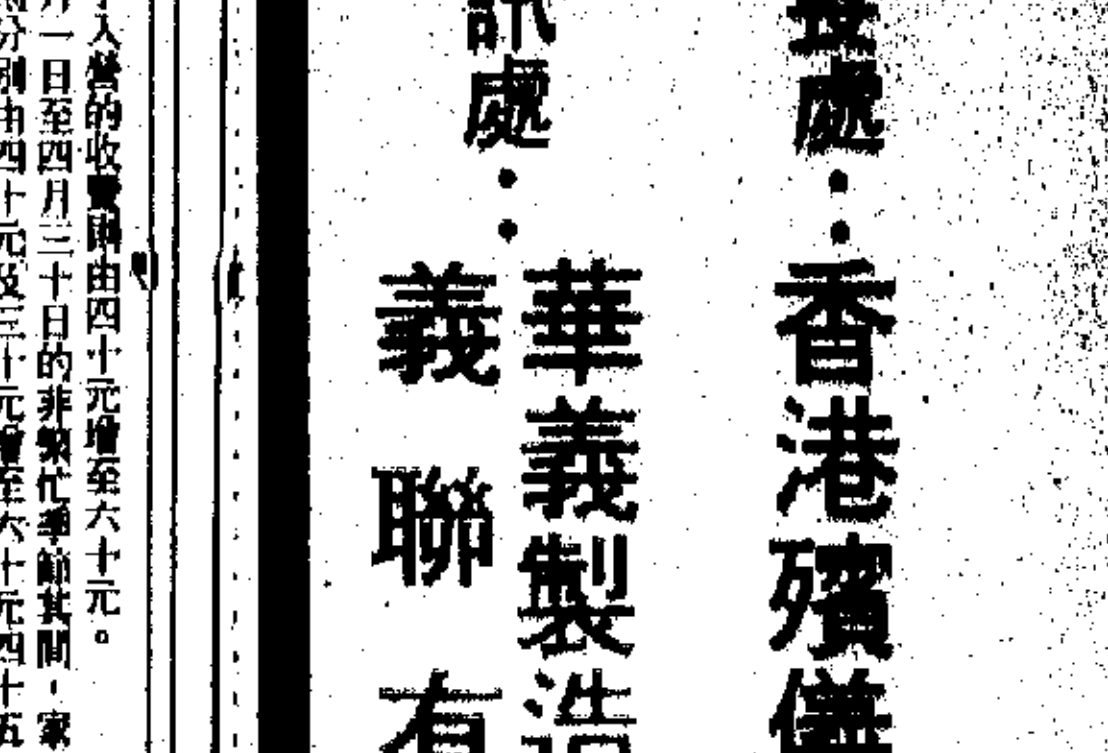 處：香港殯儀
訊處：
華義製造
義聯有
入營的收費則由四十元增至六十元。
一日至四月三十日的非繁忙季節其間，家
分別由四十元及三十元增至六十元四十五